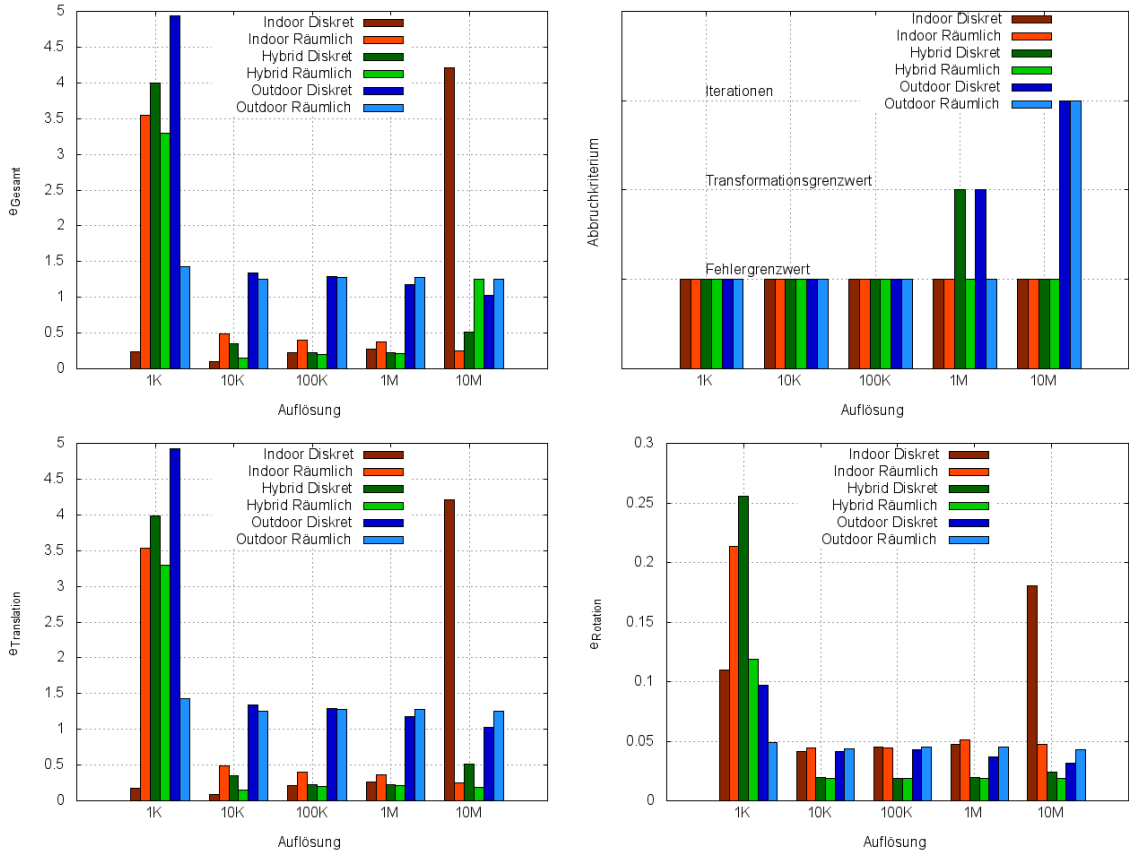 5
4.5
4
3.5
3
2.5
2
1.5
1
0.5
0
eGesamt
Indoor Diskret
Indoor Räumlich
Hybrid Diskret
Hybrid Räumlich
Outdoor Diskret
Outdoor Räumlich
1K 10K 100K 1M 10M
Auflösung
Abbruchkriterium
Indoor Diskret
Indoor Räumlich
Hybrid Diskret
Hybrid Räumlich
Outdoor Diskret
Outdoor Räumlich
Iterationen
Transformationsgrenzwert
Fehlergrenzwert
1K 10K 100K 1M 10M
Auflösung
5
4.5
4
3.5
3
2.5
2
1.5
1
0.5
0
eTranslation
Indoor Diskret
Indoor Räumlich
Hybrid Diskret
Hybrid Räumlich
Outdoor Diskret
Outdoor Räumlich
1K 10K 100K 1M 10M
Auflösung
0.3
0.25
0.2
0.15
0.1
0.05
0
eRotation
Indoor Diskret
Indoor Räumlich
Hybrid Diskret
Hybrid Räumlich
Outdoor Diskret
Outdoor Räumlich
1K 10K 100K 1M 10M
Auflösung